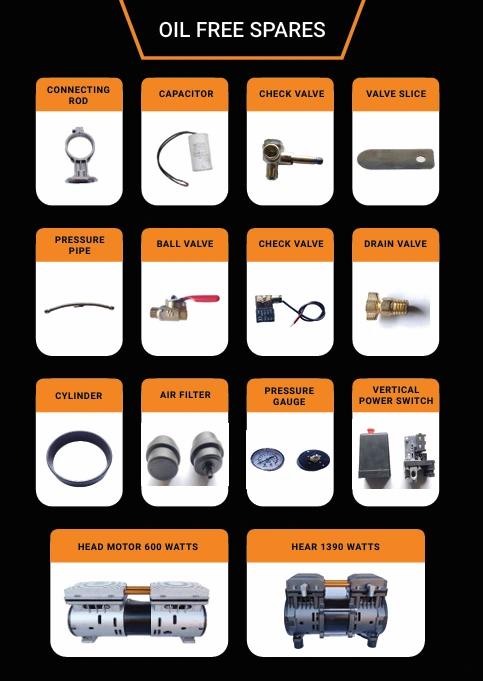 OIL FREE SPARES
CONNECTING
ROD
CAPACITOR
CHECK VALVE
VALVE SLICE
PRESSURE
PIPE
BALL VALVE
CHECK VALVE
DRAIN VALVE
CYLINDER
AIR FILTER
PRESSURE
GAUGE
VERTICAL
POWER SWITCH
HEAD MOTOR 600 WATTS
HEAR 1390 WATTS